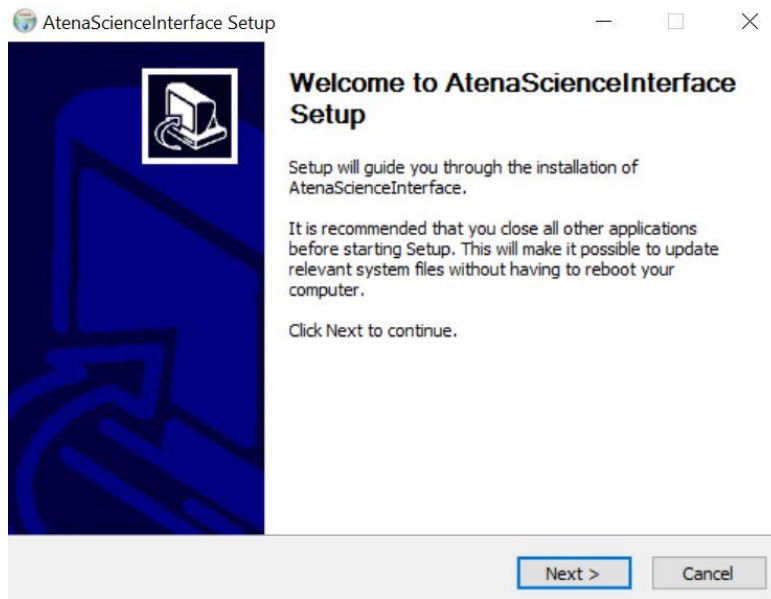 AtenaScienceInterface Setup
Welcome to AtenaScienceInterface
Setup
Setup will guide you through the installation of
AtenaScienceInterface.
It is recommended that you close all other applications
before starting Setup. This will make it possible to update
relevant system files without having to reboot your
computer.
Click Next to continue.
Next >
Cancel